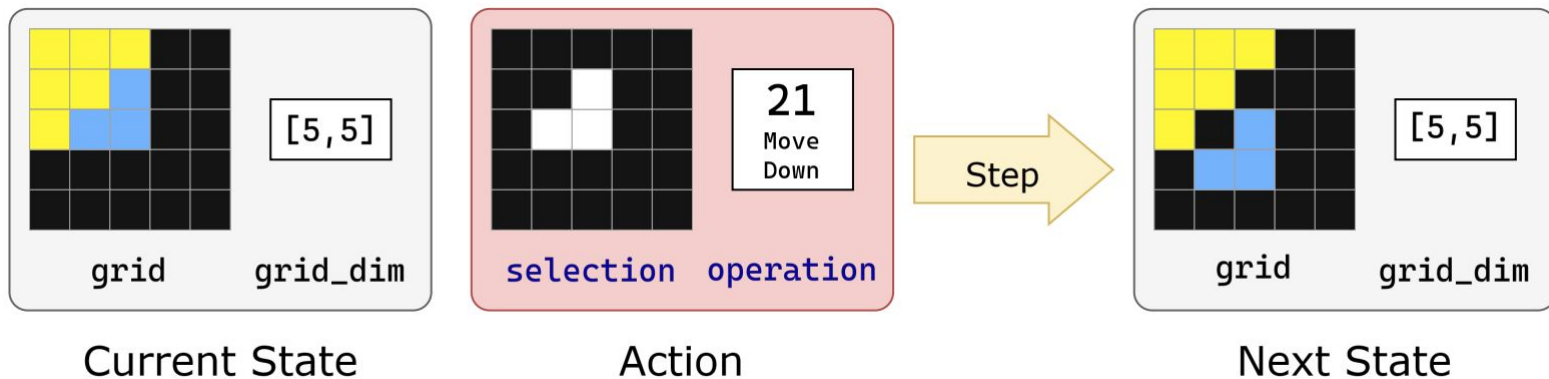 [5,5]
grid
grid_dim
Current State
21
Move
Down
selection
operation
Action
Step
[5,5]
grid
grid_dim
Next State